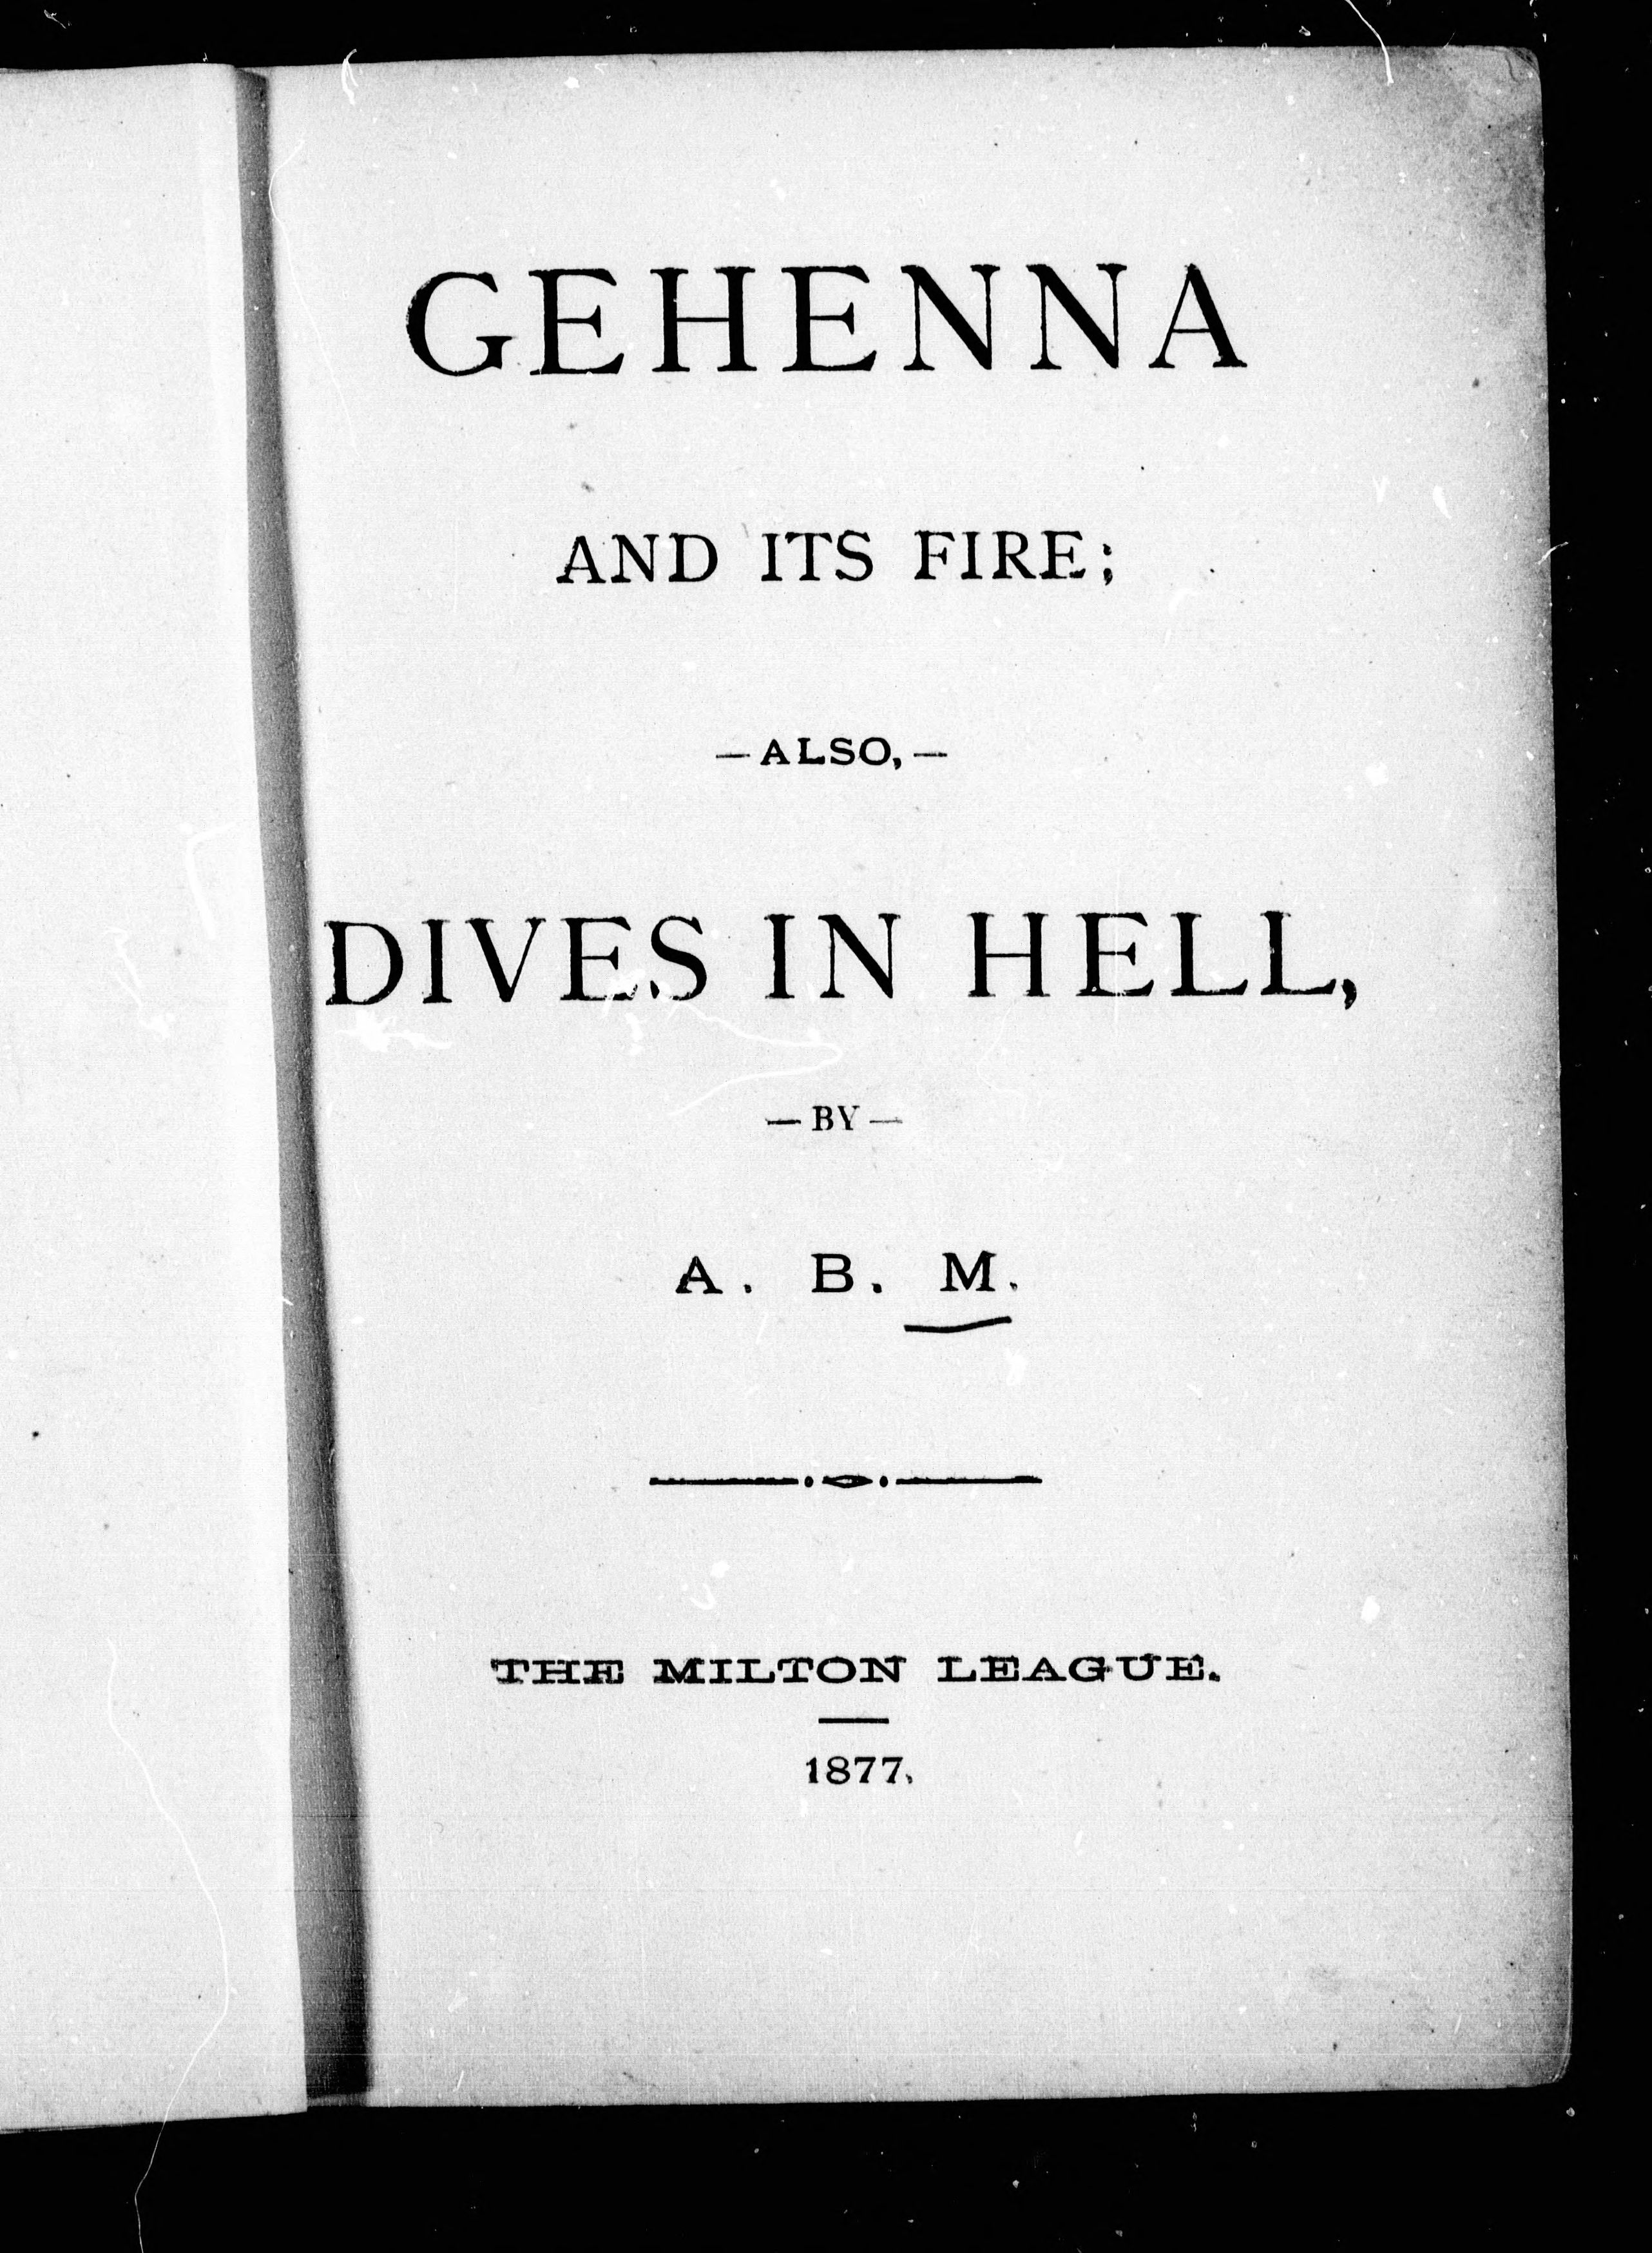 GEHENNA
AND ITS FIRE;
—ALSO,—
DIVES IN HELL,
—BY—
A. B. M.
THE MILTON LEAGUE.
1877.